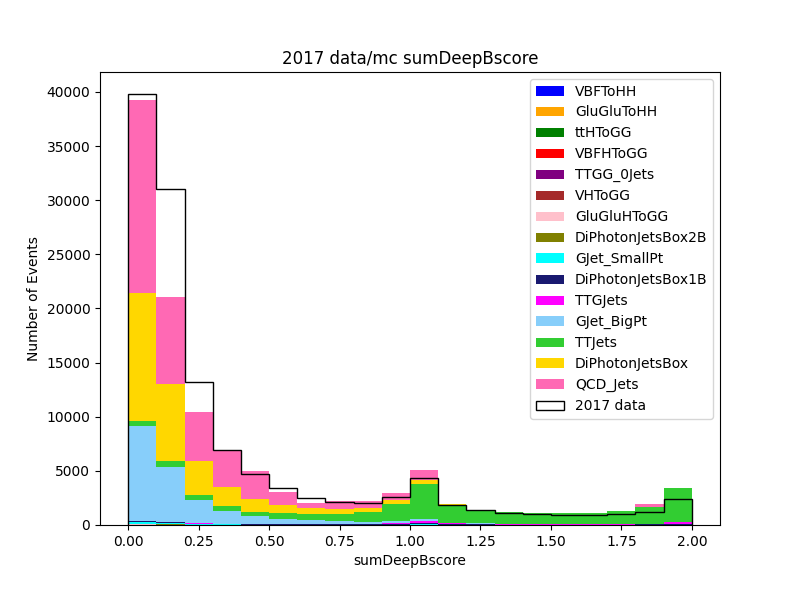 2017 data/mc sumDeepBscore
Number of Events
40000
35000
30000
25000
20000
15000
10000
5000
0
VBFToHH
GluGluToHH
ttHToGG
VBFHToGG
TTGG_0Jets
VHToGG
GluGluHToGG
DiPhotonJetsBox2B
GJet_SmallPt
DiPhotonJetsBox1B
TTGJets
GJet_BigPt
TTJets
DiPhotonJetsBox
QCD_Jets
2017 data
0.00 0.25 0.50 0.75 1.00 1.25 1.50 1.75 2.00
sumDeepBscore